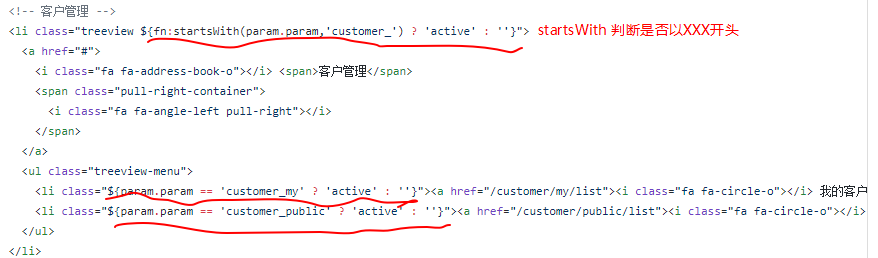 <!-- 客户管理 -->
<li class="treeview ${fn:startsWith(param.param,'customer_') ? 'active' : ''}"> startsWith 判断是否以XXX开头
<a href="#">
<i class="fa fa-address-book-o"></i> <span>客户管理</span>
<span class="pull-right-container">
<i class="fa fa-angle-left pull-right"></i>
</span>
</a>
<ul class="treeview-menu">
<li class="${param.param == 'customer_my' ? 'active' : ''}"><a href="/customer/my/list"><i class="fa fa-circle-o"></i> 我的客户
<li class="${param.param == 'customer_public' ? 'active' : ''}"><a href="/customer/public/list"><i class="fa fa-circle-o"></i>
</ul>
</li>